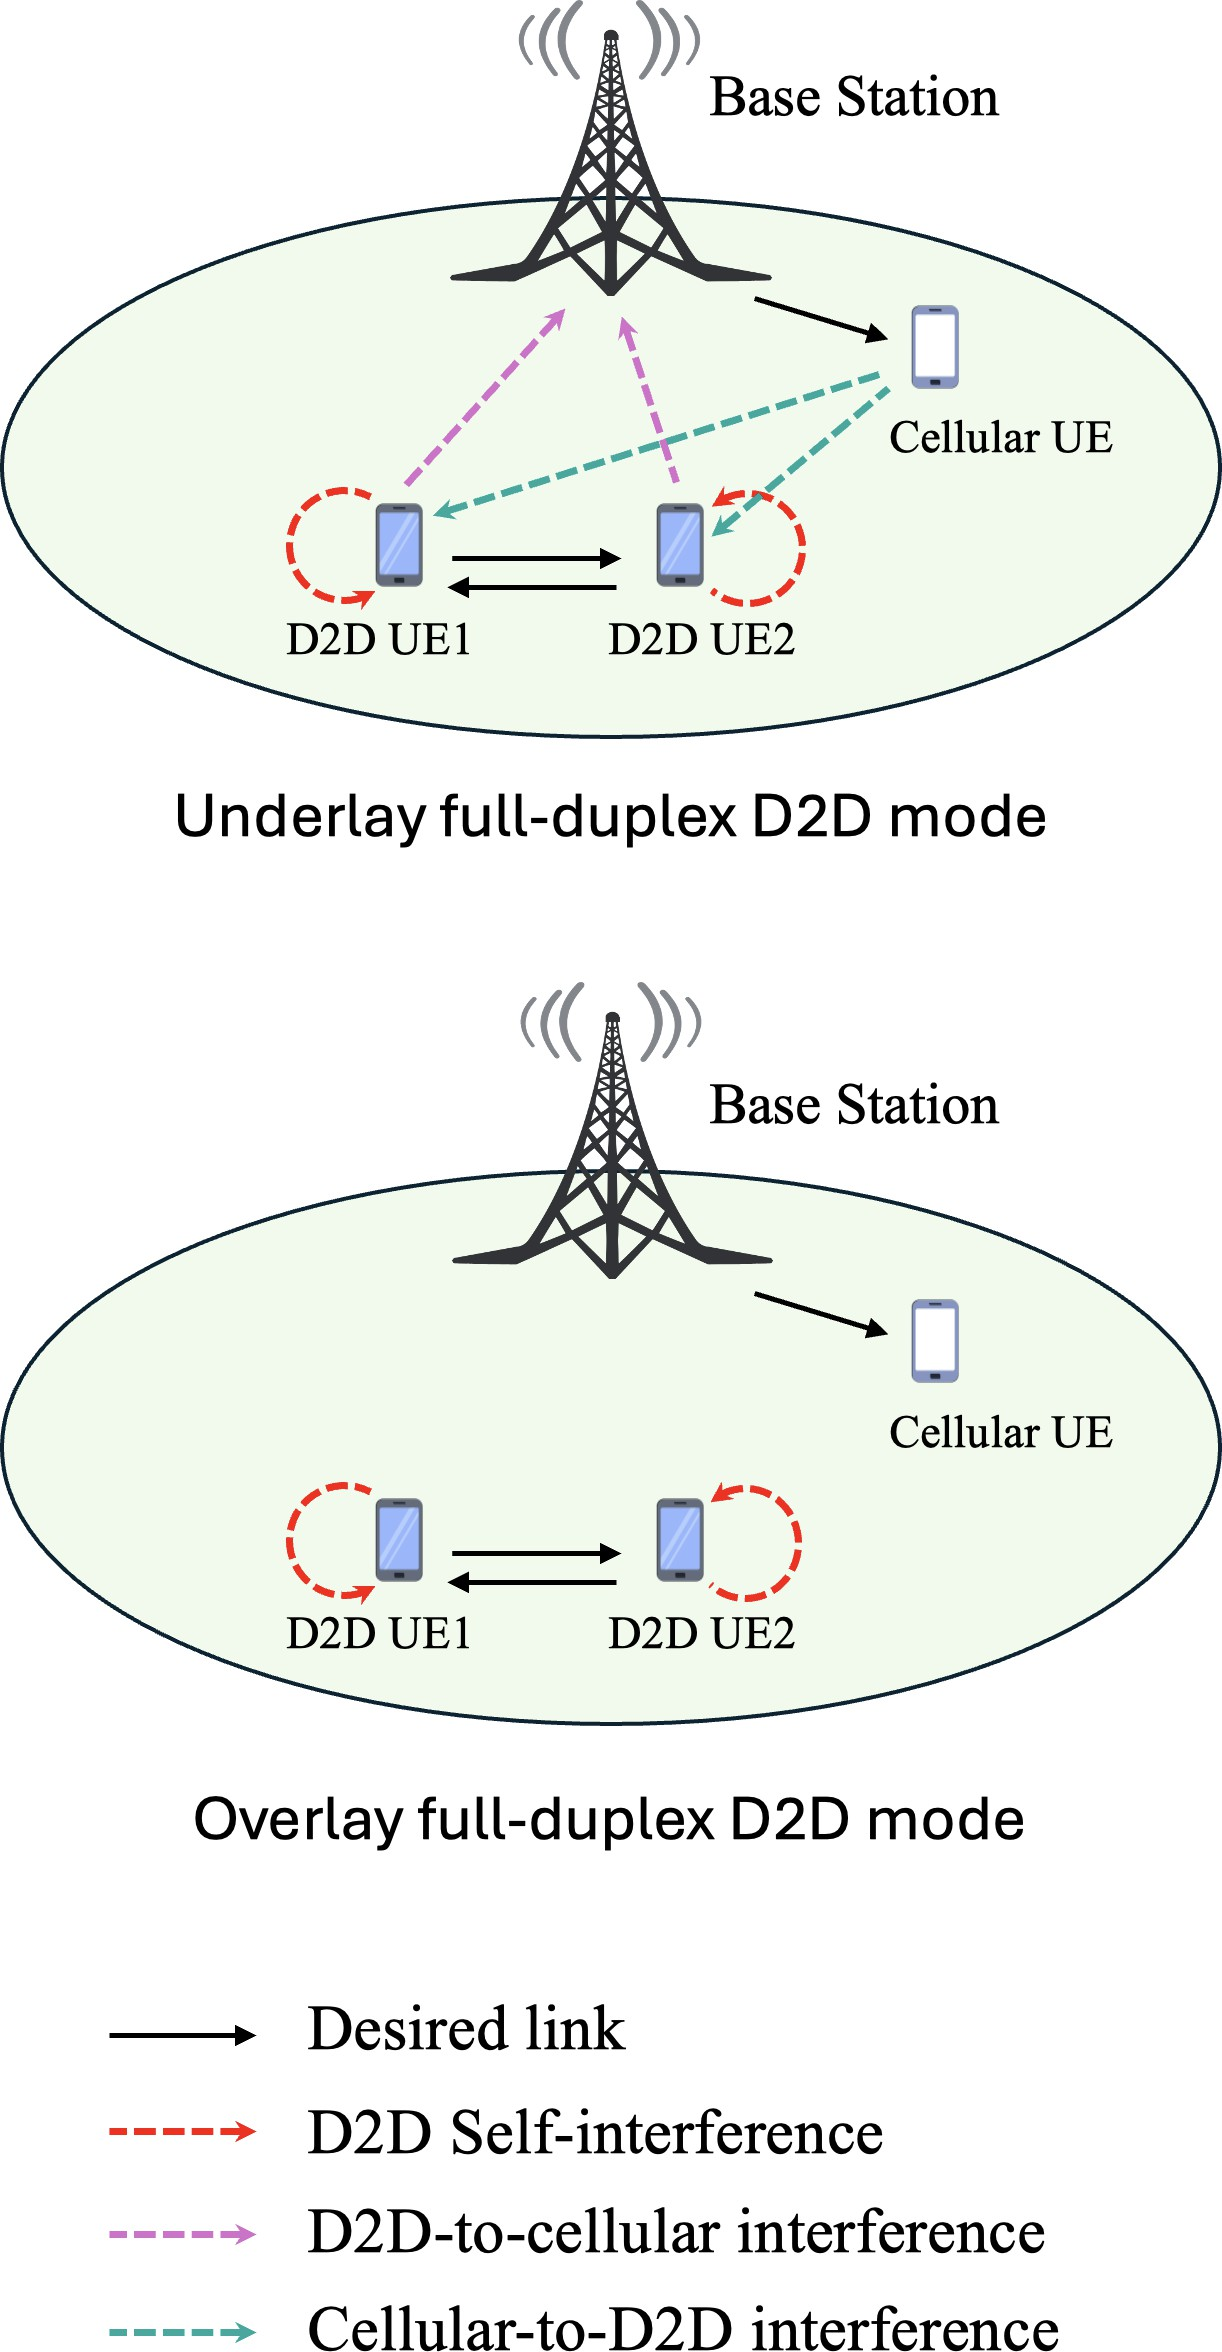 Base Station
Cellular UE
D2D UE1
D2D UE2
Underlay full-duplex D2D mode
Base Station
Cellular UE
D2D UE1
D2D UE2
Overlay full-duplex D2D mode
Desired link
D2D Self-interference
D2D-to-cellular interference
Cellular-to-D2D interference